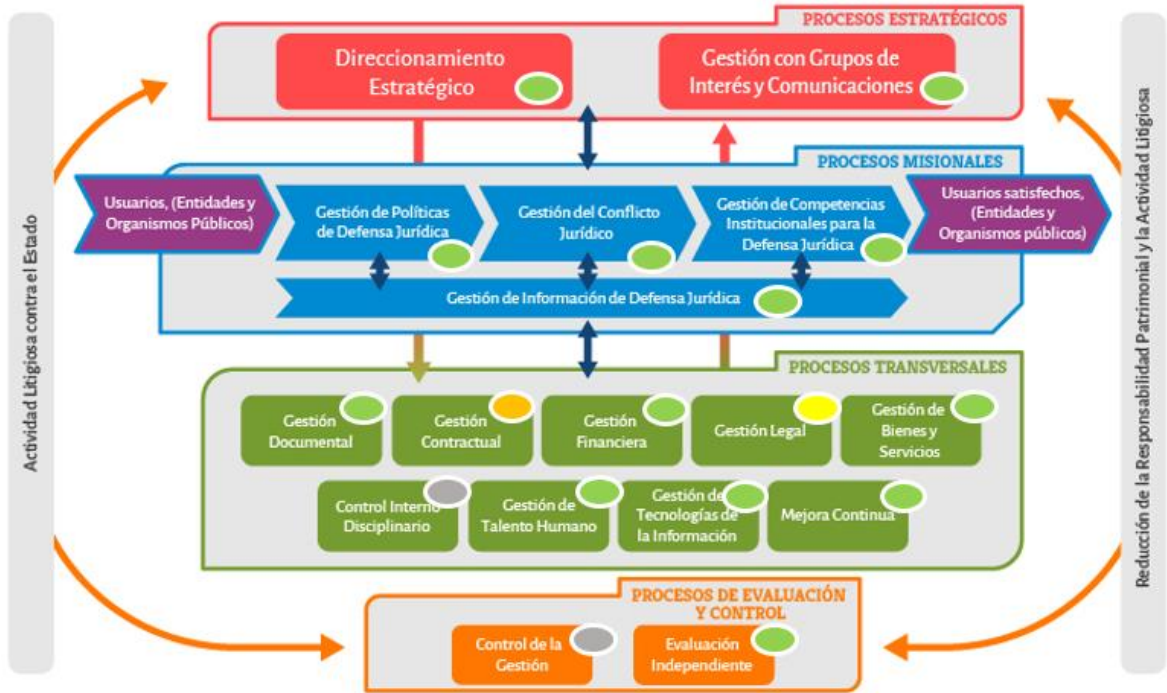 PROCESOS ESTRATÉGICOS
Direccionamiento
Estratégico
Gestión con Grupos de
Interés y Comunicaciones
Actividad Litigiosa contra el Estado
PROCESOS MISIONALES
Usuarios, (Entidades y
Organismos Públicos)
Gestión de Políticas
de Defensa Jurídica
Gestión del Conflicto
Jurídico
Gestión de Competencias
Institucionales para la
Defensa Jurídica
Usuarios satisfechos,
(Entidades y
Organismos públicos)
Gestión de Información de Defensa Jurídica
Reducción de la Responsabilidad Patrimonial y la Actividad Litigiosa
PROCESOS TRANSVERSALES
Gestión
Documental
Gestión
Contractual
Gestión
Financiera
Gestión Legal
Gestión de
Bienes y
Servicios
Control Interno
Disciplinario
Gestión de
Talento Humano
Gestión de
Tecnologías de
la Información
Mejora Continua
PROCESOS DE EVALUACIÓN
Y CONTROL
Control de la
Gestión
Evaluación
Independiente